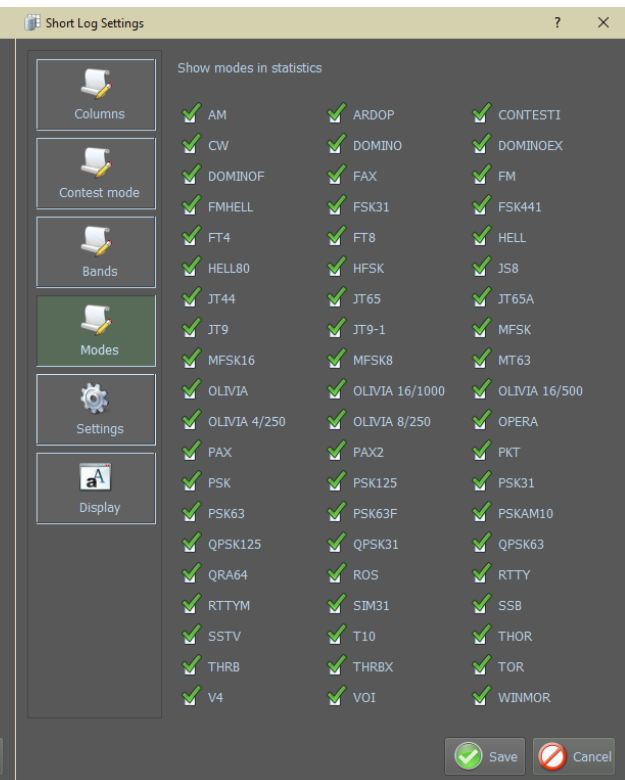 Short Log Settings ?
Columns
Contest mode
Bands
Modes
Settings
Display
Show modes in statistics
AM ARDOP CONTESTI
CW DOMINO DOMINOEX
DOMINOF FAX FM
FMHELL FSK31 FSK441
FT4 FT8 HELL
HELL80 HFSK JS8
JT44 JT65 JT65A
JT9 JT9-1 MFSK
MFSK16 MFSK8 MT63
OLIVIA OLIVIA 16/1000 OLIVIA 16/500
OLIVIA 4/250 OLIVIA 8/250 OPERA
PAX PAX2 PKT
PSK PSK125 PSK31
PSK63 PSK63F PSKAM10
QPSK125 QPSK31 QPSK63
QRA64 ROS RTTY
RTTYM SIM31 SSB
SSTV T10 THOR
THRB THRBX TOR
V4 VOI WINMOR
Save Cancel